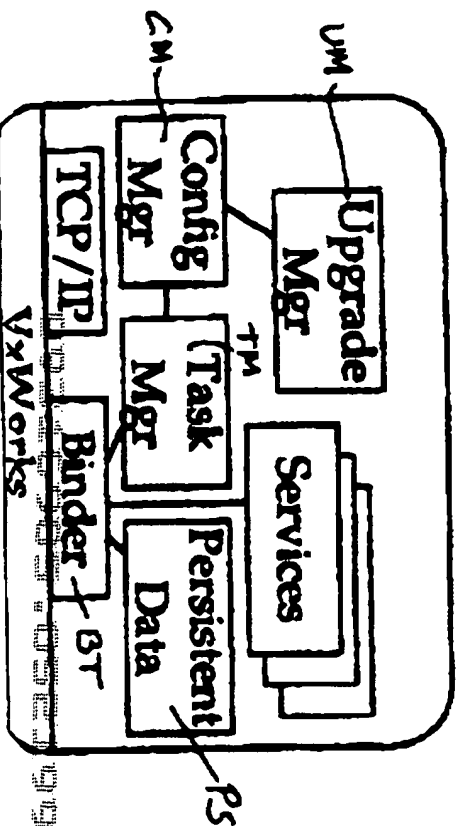 UM
Upgrade
Mgr
Services
CM
Config
Mgr
TM
Task
Mgr
Persistent
Data
PS
TCP/IP
Binder
BT
VxWorks